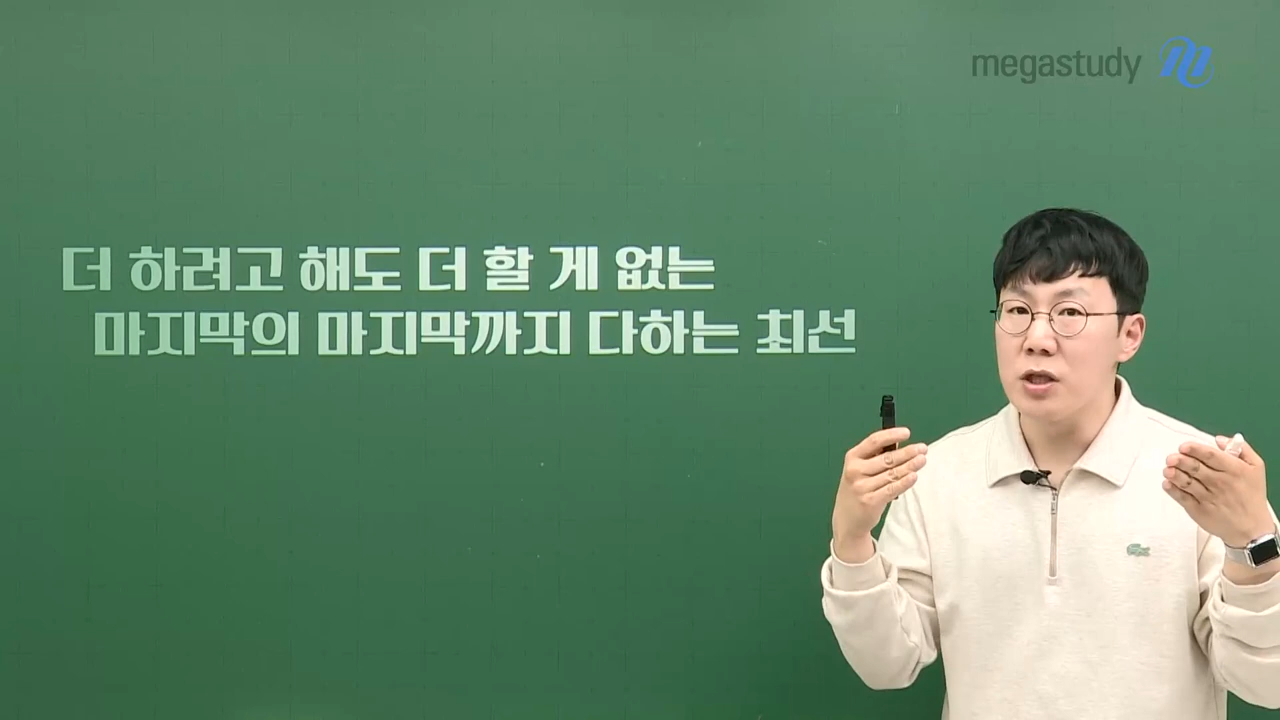 megastudy
더 하려고 해도 더 할 게 없는
마지막의 마지막까지 다하는 최선